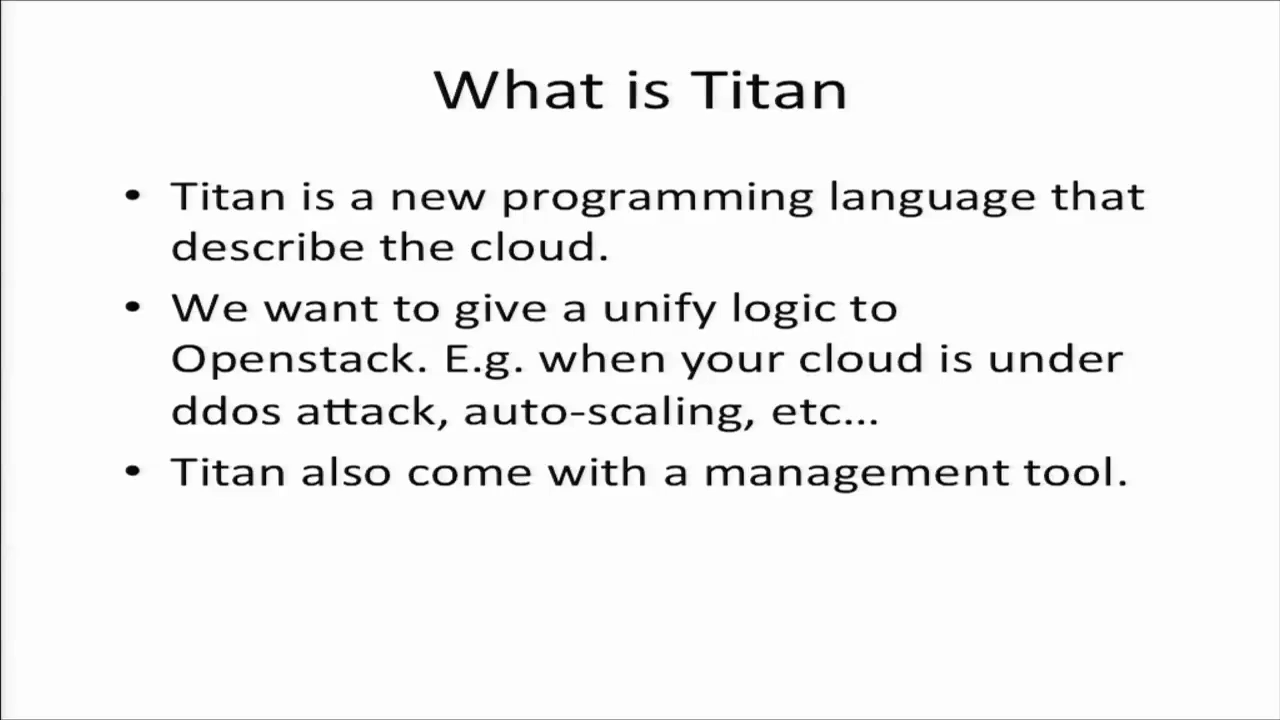 What is Titan
• Titan is a new programming language that
describe the cloud.
• We want to give a unify logic to
Openstack. E.g. when your cloud is under
ddos attack, auto-scaling, etc...
• Titan also come with a management tool.